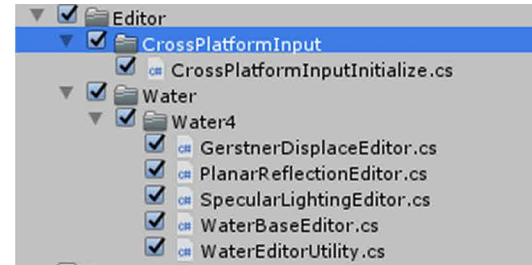 Editor
CrossPlatformInput
CrossPlatformInputInitialize.cs
Water
Water4
GerstnerDisplaceEditor.cs
PlanarReflectionEditor.cs
SpecularLightingEditor.cs
WaterBaseEditor.cs
WaterEditorUtility.cs